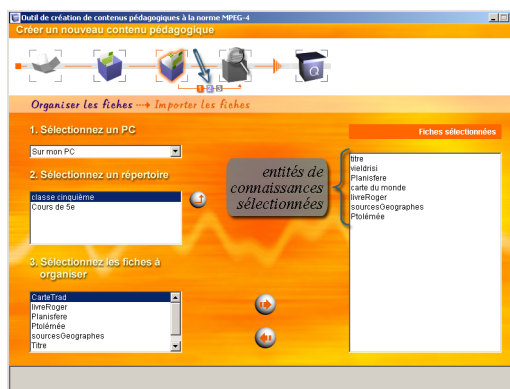 Outil de création de contenus pédagogiques à la norme MPEG-4
Créer un nouveau contenu pédagogique
1 2 3
Q
Organiser les fiches ···→ Importer les fiches
1. Sélectionnez un PC
Sur mon PC
2. Sélectionnez un répertoire
classe cinquième
Cours de 5e
3. Sélectionnez les fiches à
organiser
CarteTrad
livreRoger
Planisfere
Ptolémée
sourcesGeographes
Titre
entités de
connaissances
sélectionnées
Fiches sélectionnées
titre
vieldrisi
Planisfere
carte du monde
livreRoger
sourcesGeographes
Ptolémée